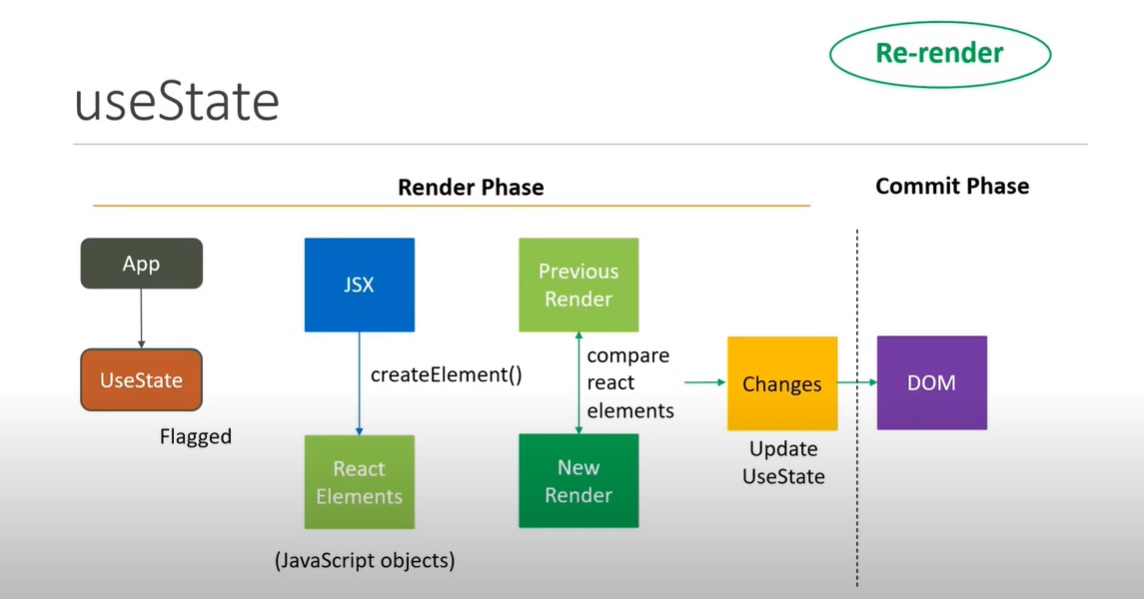 Re-render
useState
Render Phase
Commit Phase
App
UseState
Flagged
JSX
createElement()
React
Elements
(JavaScript objects)
Previous
Render
compare
react
elements
New
Render
Changes
Update
UseState
DOM